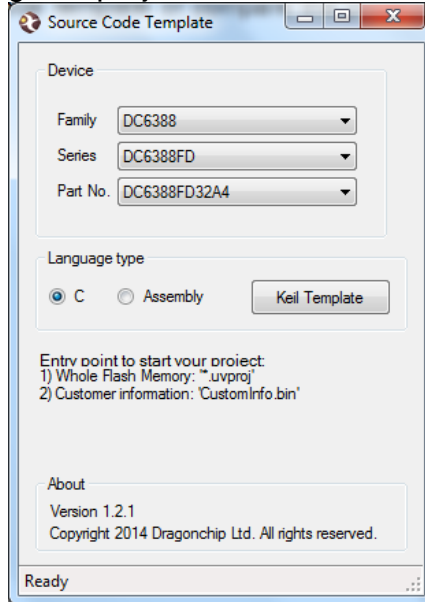 Source Code Template
Device
Family DC6388
Series DC6388FD
Part No. DC6388FD32A4
Language type
C Assembly Keil Template
Entry point to start your project:
1) Whole Flash Memory: '*.uvproj'
2) Customer information: 'CustomInfo.bin'
About
Version 1.2.1
Copyright 2014 Dragonchip Ltd. All rights reserved.
Ready